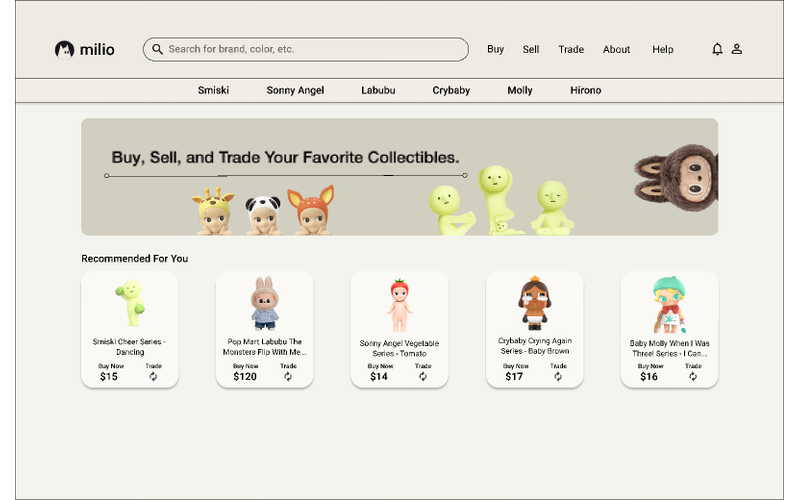 milio
Search for brand, color, etc.
Buy Sell Trade About Help
Smiski Sonny Angel Labubu Crybaby Molly Hirono
Buy, Sell, and Trade Your Favorite Collectibles.
Recommended For You
Smiski Cheer Series -
Dancing
Buy Now Trade
$15
Pop Mart Labubu The
Monsters Flip With Me...
Buy Now Trade
$120
Sonny Angel Vegetable
Series - Tomato
Buy Now Trade
$14
Crybaby Crying Again
Series - Baby Brown
Buy Now Trade
$17
Baby Molly When I Was
Three! Series - I Can...
Buy Now Trade
$16